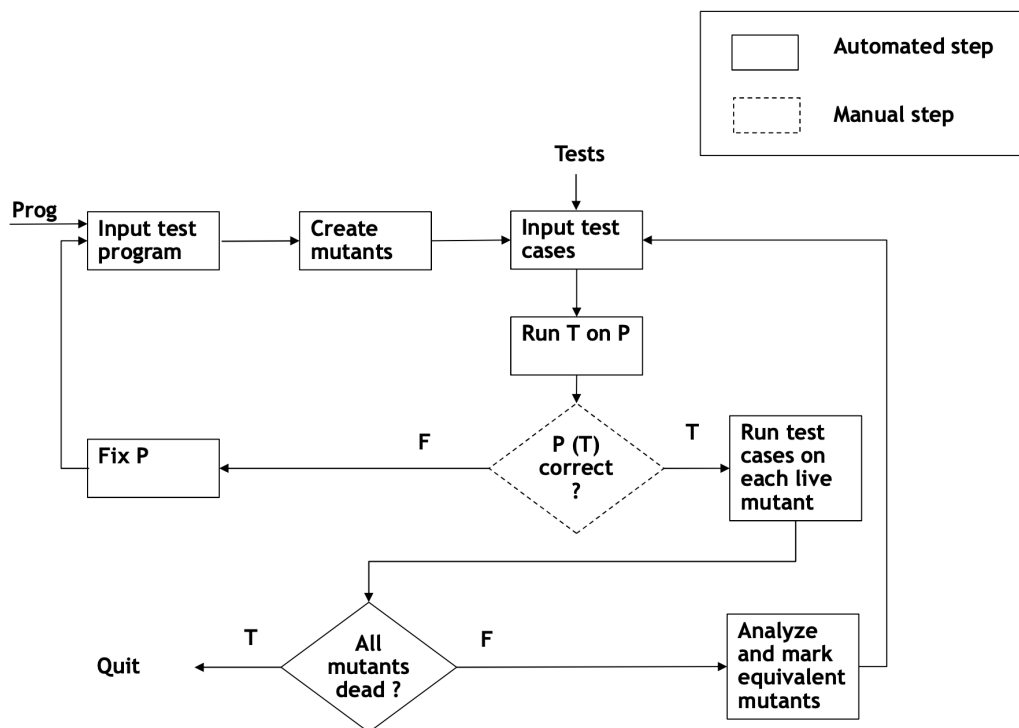 Automated step
Manual step
Tests
Prog
Input test
program
Create
mutants
Input test
cases
Run T on P
Fix P
F
P (T)
correct
?
T
Run test
cases on
each live
mutant
Quit
T
All
mutants
dead ?
F
Analyze
and mark
equivalent
mutants